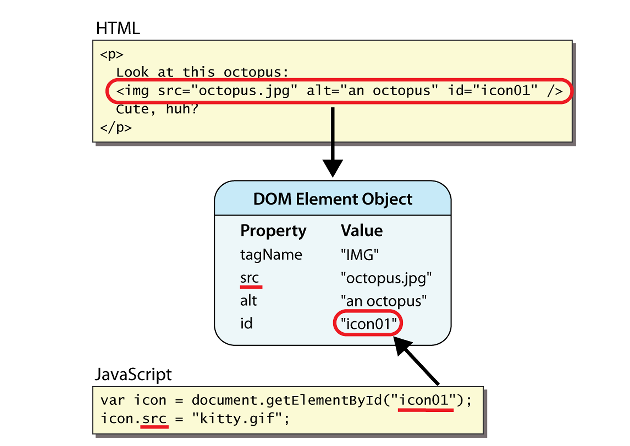 HTML
<p>
Look at this octopus:
<img src="octopus.jpg" alt="an octopus" id="icon01" />
Cute, huh?
</p>
DOM Element Object
Property Value
tagName "IMG"
src "octopus.jpg"
alt "an octopus"
id "icon01"
JavaScript
var icon = document.getElementById("icon01");
icon.src = "kitty.gif";